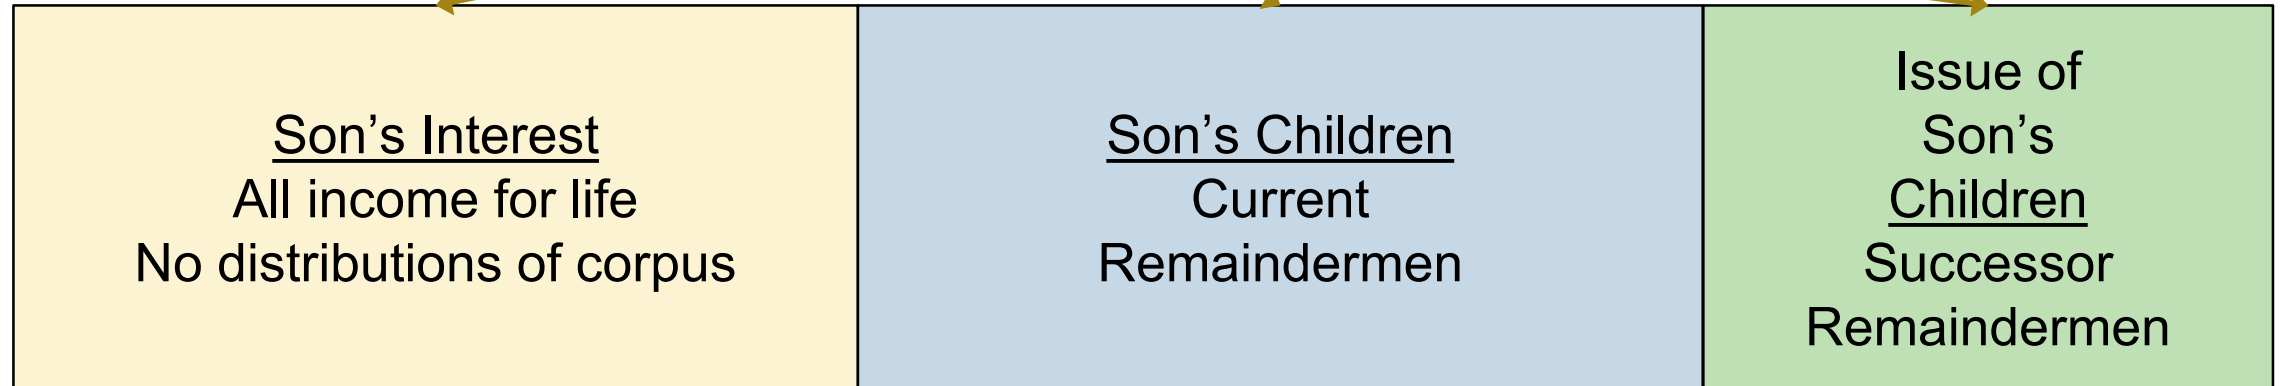 Son’s Interest
All income for life
No distributions of corpus
Son’s Children
Current
Remaindermen
Issue of
Son’s
Children
Successor
Remaindermen